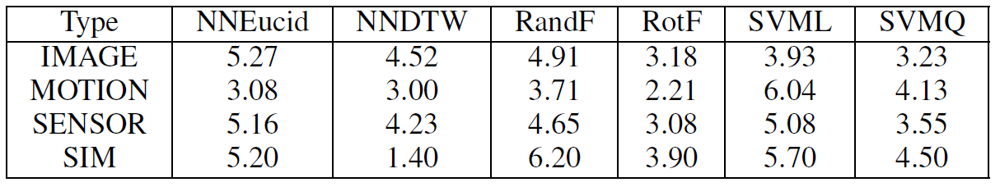 Type NNEucid NNDTW RandF RotF SVML SVMQ
IMAGE 5.27 4.52 4.91 3.18 3.93 3.23
MOTION 3.08 3.00 3.71 2.21 6.04 4.13
SENSOR 5.16 4.23 4.65 3.08 5.08 3.55
SIM 5.20 1.40 6.20 3.90 5.70 4.50